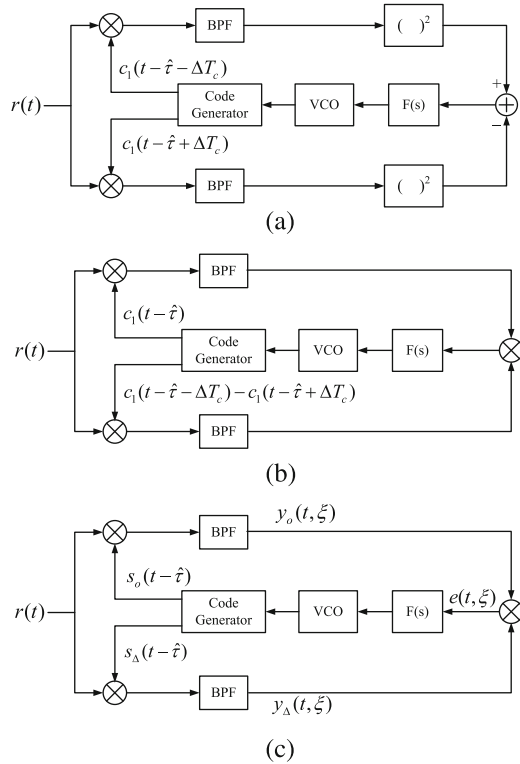 BPF
( )²
c₁(t−τ̂−ΔT_c)
r(t)
Code Generator
VCO
F(s)
+
−
c₁(t−τ̂+ΔT_c)
BPF
( )²
(a)
BPF
c₁(t−τ̂)
r(t)
Code Generator
VCO
F(s)
c₁(t−τ̂−ΔT_c)−c₁(t−τ̂+ΔT_c)
BPF
(b)
y_o(t,ξ)
BPF
s_o(t−τ̂)
r(t)
Code Generator
VCO
F(s)
e(t,ξ)
s_Δ(t−τ̂)
BPF
y_Δ(t,ξ)
(c)